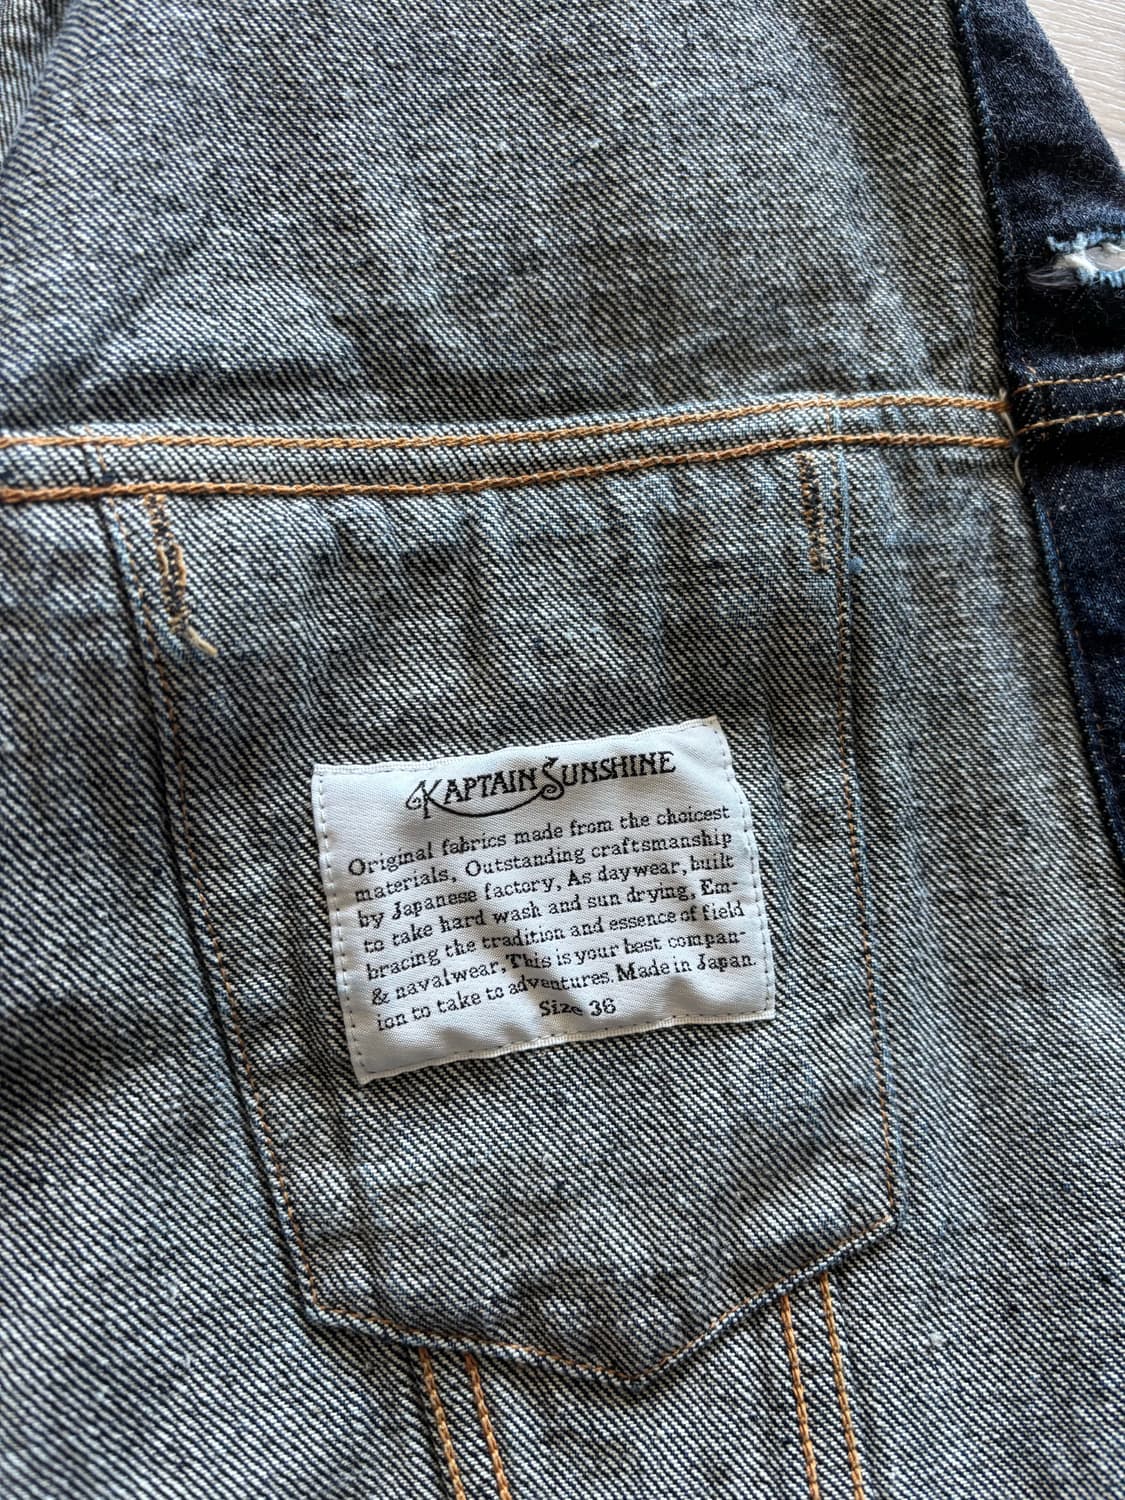 KAPTAIN SUNSHINE
Original fabrics made from the choicest
materials. Outstanding craftsmanship
by Japanese factory. As daywear, built
to take hard wash and sun drying. Em-
bracing the tradition and essence of field
& navalwear. This is your best compan-
ion to take to adventures. Made in Japan.
Size 36